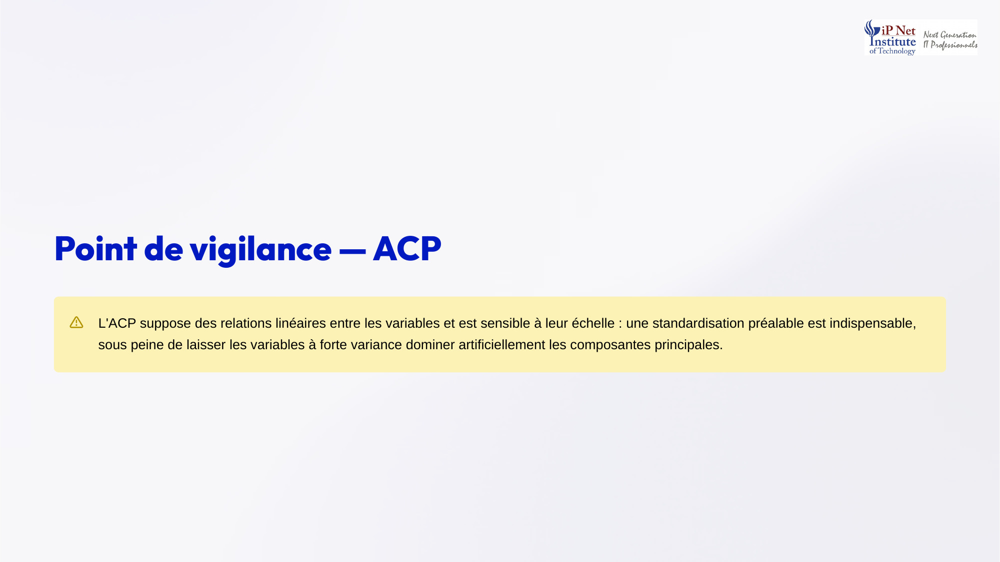 iP Net
Institute
of Technology
Next Generation
IT Professionnels
Point de vigilance — ACP
L'ACP suppose des relations linéaires entre les variables et est sensible à leur échelle : une standardisation préalable est indispensable,
sous peine de laisser les variables à forte variance dominer artificiellement les composantes principales.